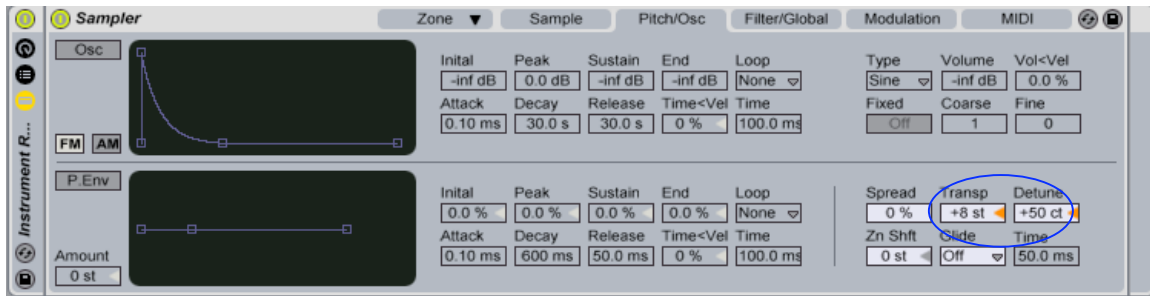 Sampler Zone ▼ Sample Pitch/Osc Filter/Global Modulation MIDI
Osc
Inital Peak Sustain End Loop Type Volume Vol<Vel
-inf dB 0.0 dB -inf dB -inf dB None Sine -inf dB 0.0 %
Attack Decay Release Time<Vel Time Fixed Coarse Fine
0.10 ms 30.0 s 30.0 s 0 % 100.0 ms Off 1 0
FM AM
P.Env
Inital Peak Sustain End Loop Spread Transp Detune
0.0 % 0.0 % 0.0 % 0.0 % None 0 % +8 st +50 ct
Attack Decay Release Time<Vel Time Zn Shft Glide Time
Amount
0.10 ms 600 ms 50.0 ms 0 % 100.0 ms 0 st Off 50.0 ms
0 st
Instrument R...